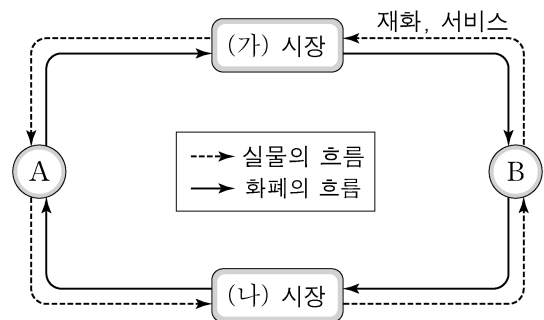 재화, 서비스
(가) 시장
A
B
실물의 흐름
화폐의 흐름
(나) 시장